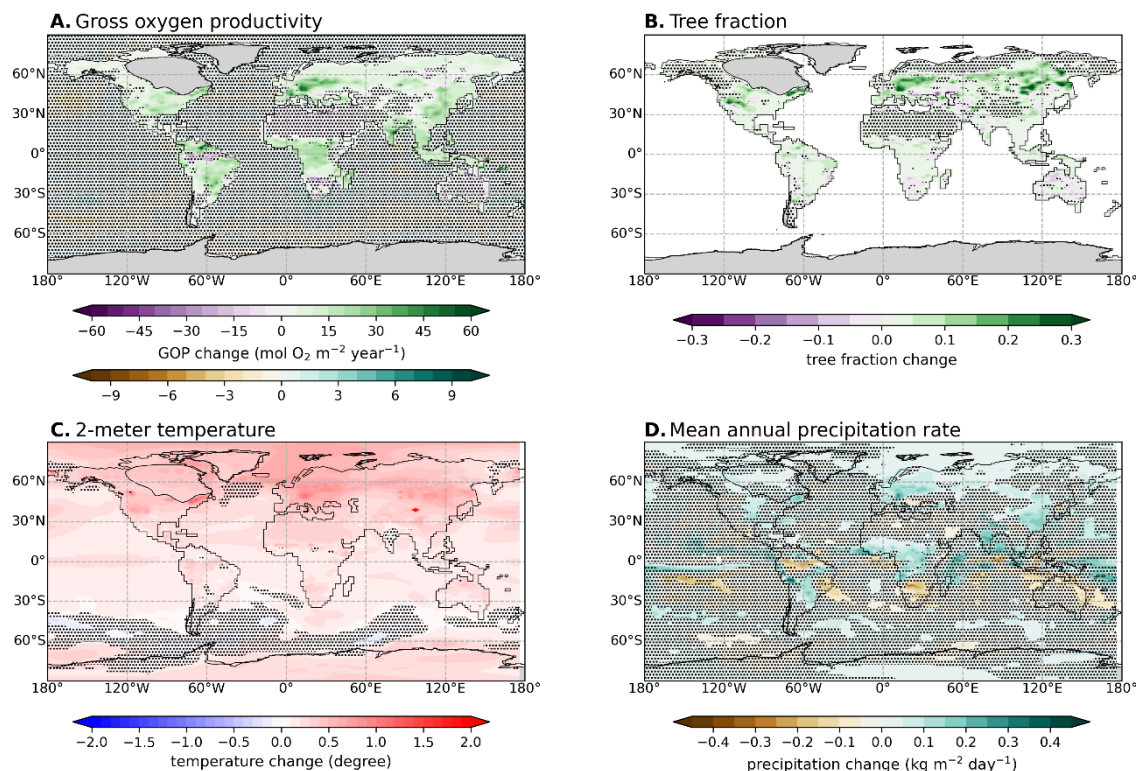 A. Gross oxygen productivity
60°N
30°N
0°
30°S
60°S
180° 120°W 60°W 0° 60°E 120°E 180°
−60 −45 −30 −15 0 15 30 45 60
GOP change (mol O₂ m⁻² year⁻¹)
−9 −6 −3 0 3 6 9
B. Tree fraction
60°N
30°N
0°
30°S
60°S
180° 120°W 60°W 0° 60°E 120°E 180°
−0.3 −0.2 −0.1 0.0 0.1 0.2 0.3
tree fraction change
C. 2-meter temperature
60°N
30°N
0°
30°S
60°S
180° 120°W 60°W 0° 60°E 120°E 180°
−2.0 −1.5 −1.0 −0.5 0.0 0.5 1.0 1.5 2.0
temperature change (degree)
D. Mean annual precipitation rate
60°N
30°N
0°
30°S
60°S
180° 120°W 60°W 0° 60°E 120°E 180°
−0.4 −0.3 −0.2 −0.1 0.0 0.1 0.2 0.3 0.4
precipitation change (kg m⁻² day⁻¹)